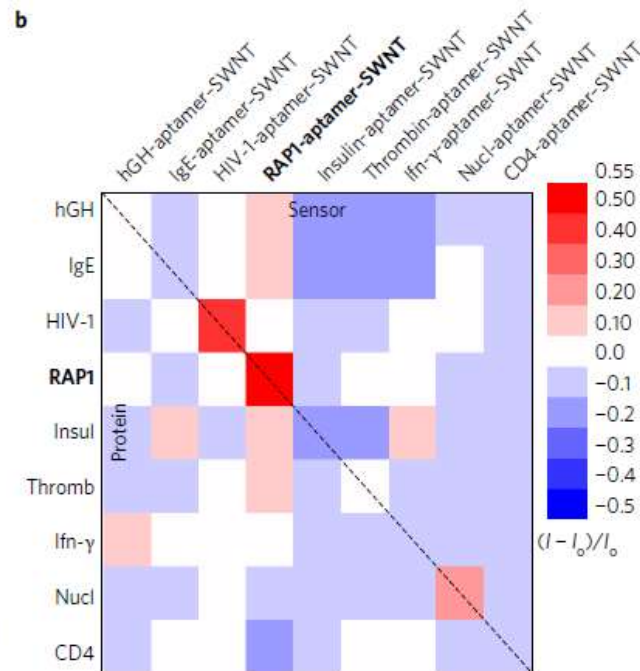 b
hGH-aptamer-SWNT
IgE-aptamer-SWNT
HIV-1-aptamer-SWNT
RAP1-aptamer-SWNT
Insulin-aptamer-SWNT
Thrombin-aptamer-SWNT
Ifn-γ-aptamer-SWNT
Nucl-aptamer-SWNT
CD4-aptamer-SWNT
Sensor
Protein
hGH
IgE
HIV-1
RAP1
Insul
Thromb
Ifn-γ
Nucl
CD4
0.55
0.50
0.40
0.30
0.20
0.10
0.0
−0.1
−0.2
−0.3
−0.4
−0.5
(I − Io)/Io